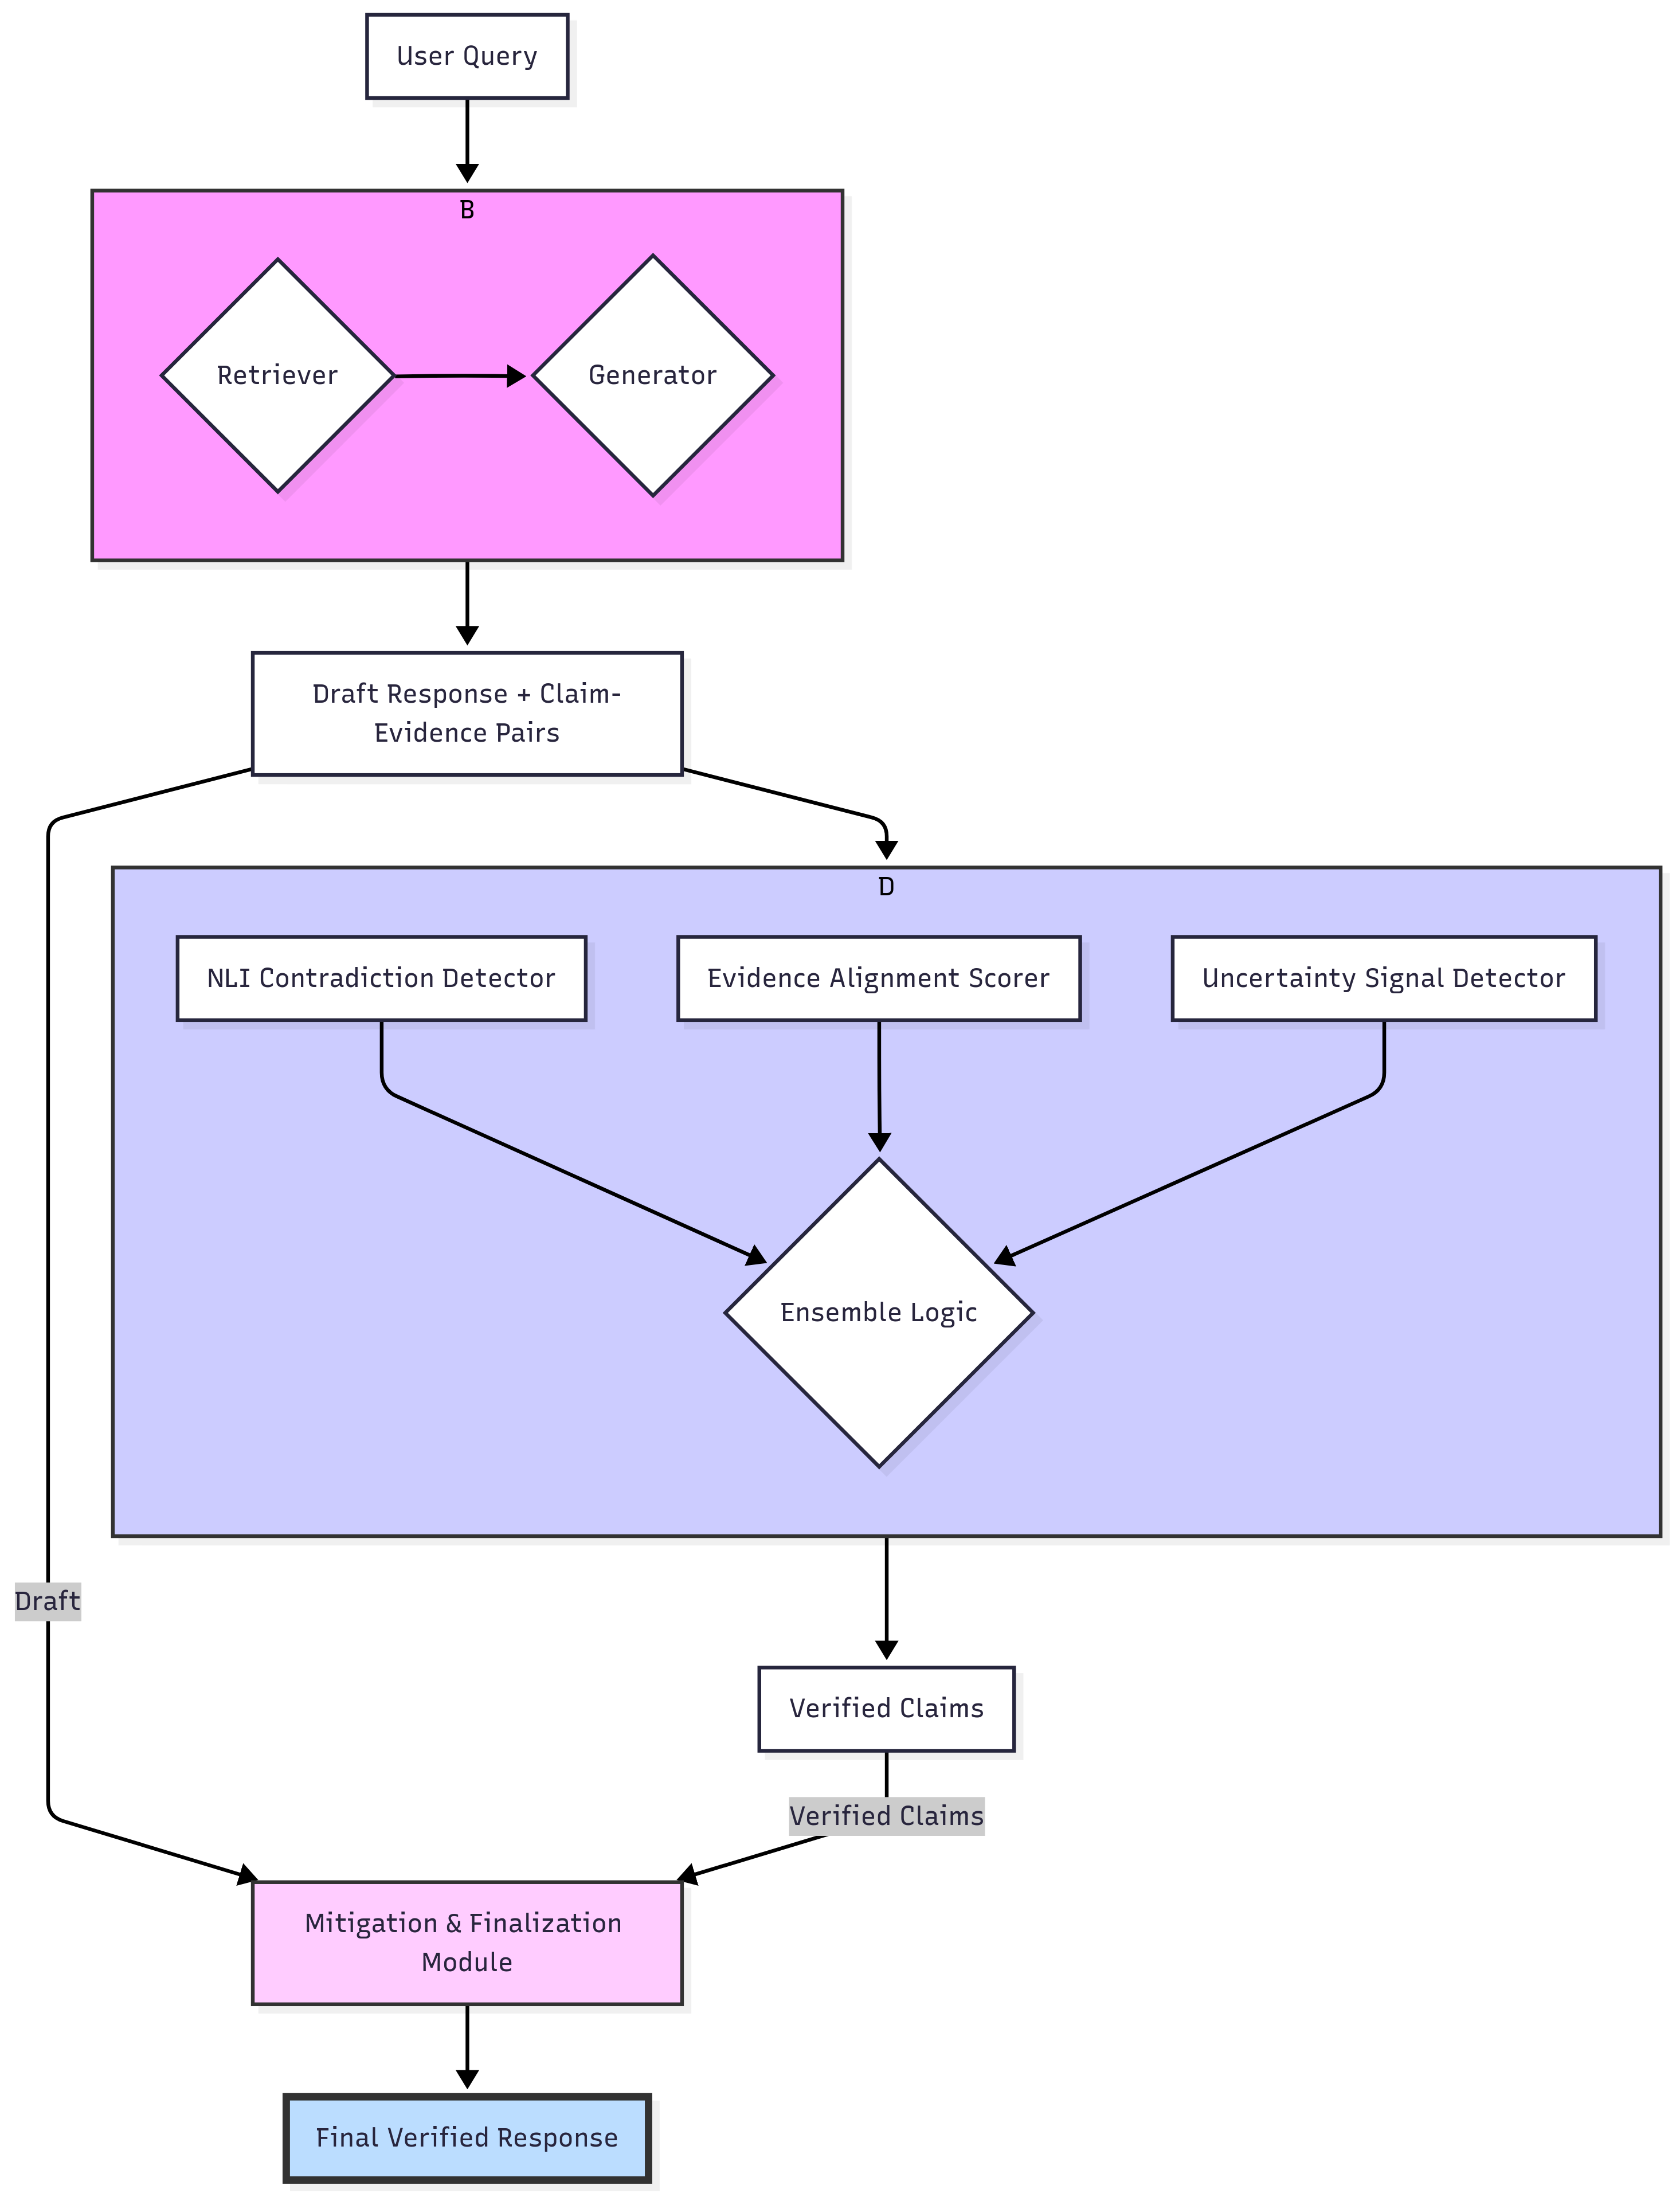 User Query
B
Retriever
Generator
Draft Response + Claim-
Evidence Pairs
D
NLI Contradiction Detector
Evidence Alignment Scorer
Uncertainty Signal Detector
Ensemble Logic
Draft
Verified Claims
Verified Claims
Mitigation & Finalization
Module
Final Verified Response